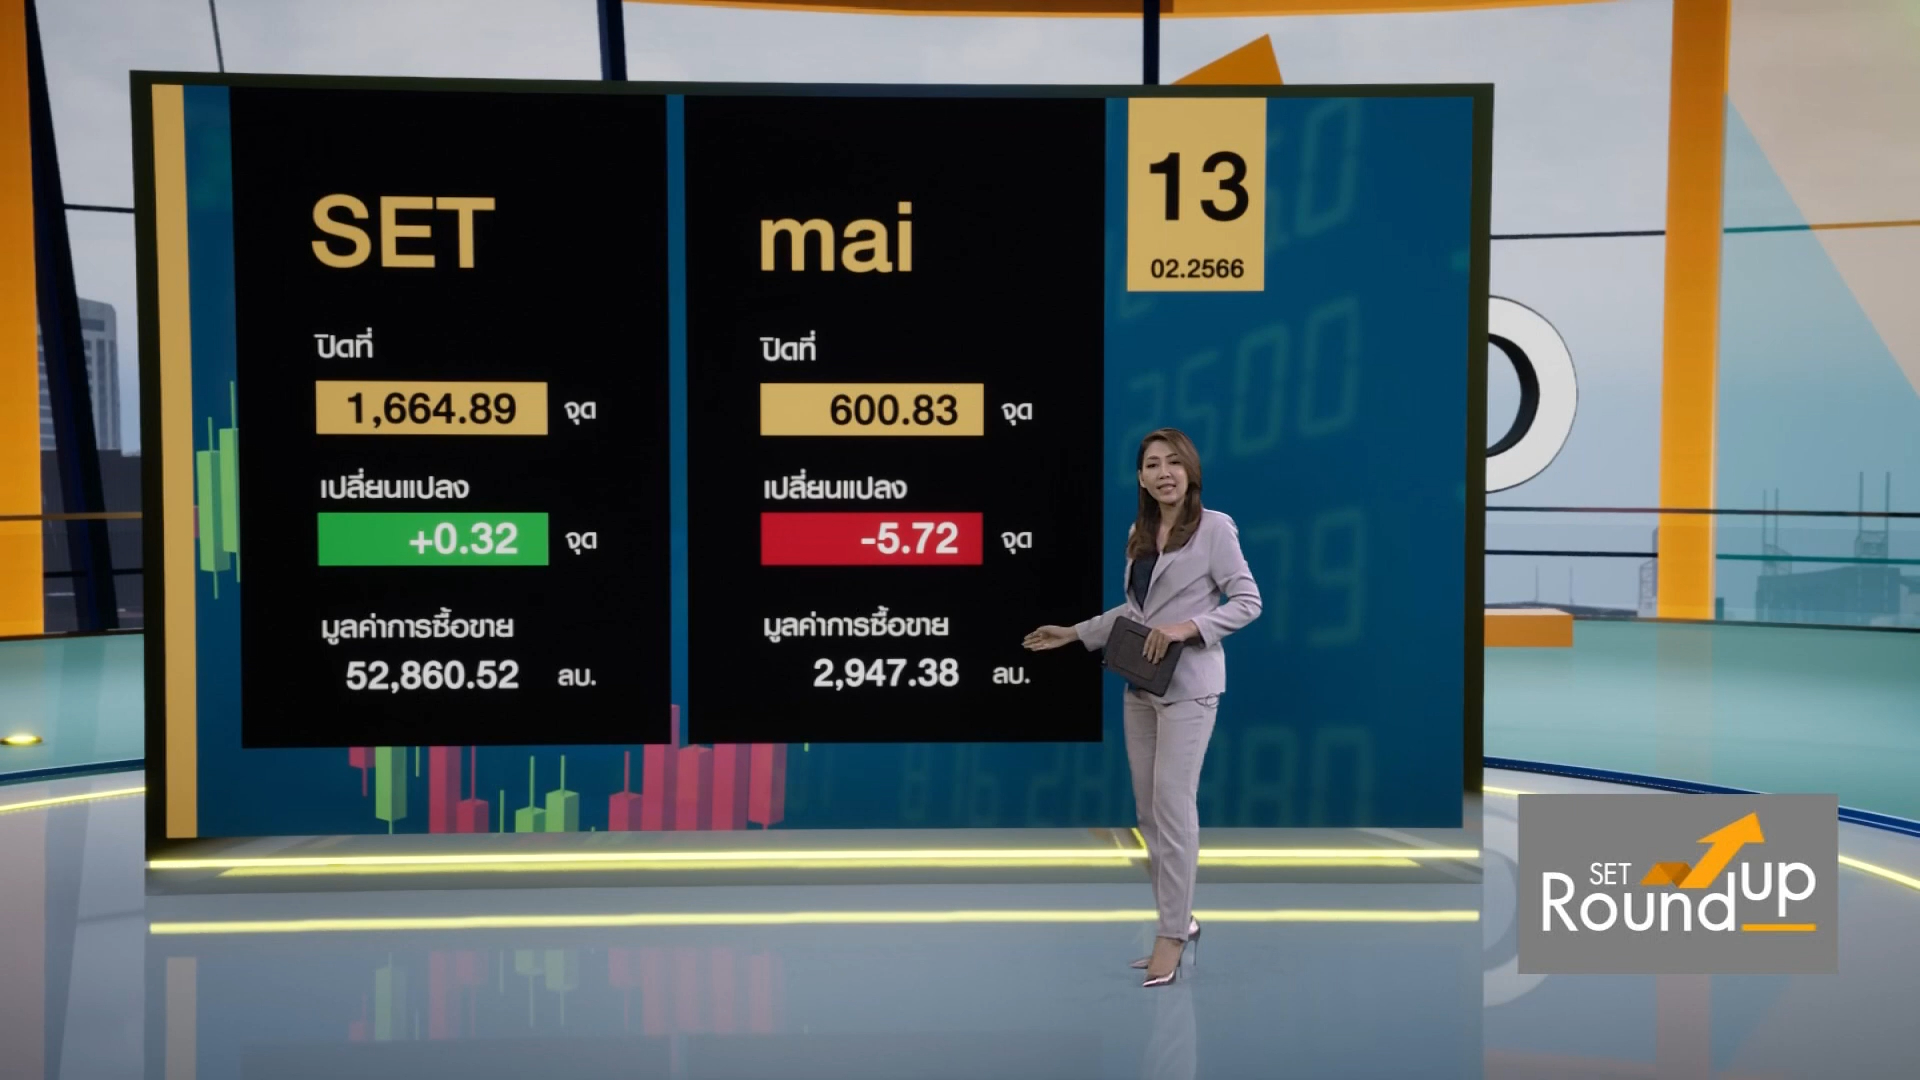 SET
ปิดที่
1,664.89 จุด
เปลี่ยนแปลง
+0.32 จุด
มูลค่าการซื้อขาย
52,860.52 ลบ.
mai
ปิดที่
600.83 จุด
เปลี่ยนแปลง
-5.72 จุด
มูลค่าการซื้อขาย
2,947.38 ลบ.
13
02.2566
2500
79
SET
Roundup